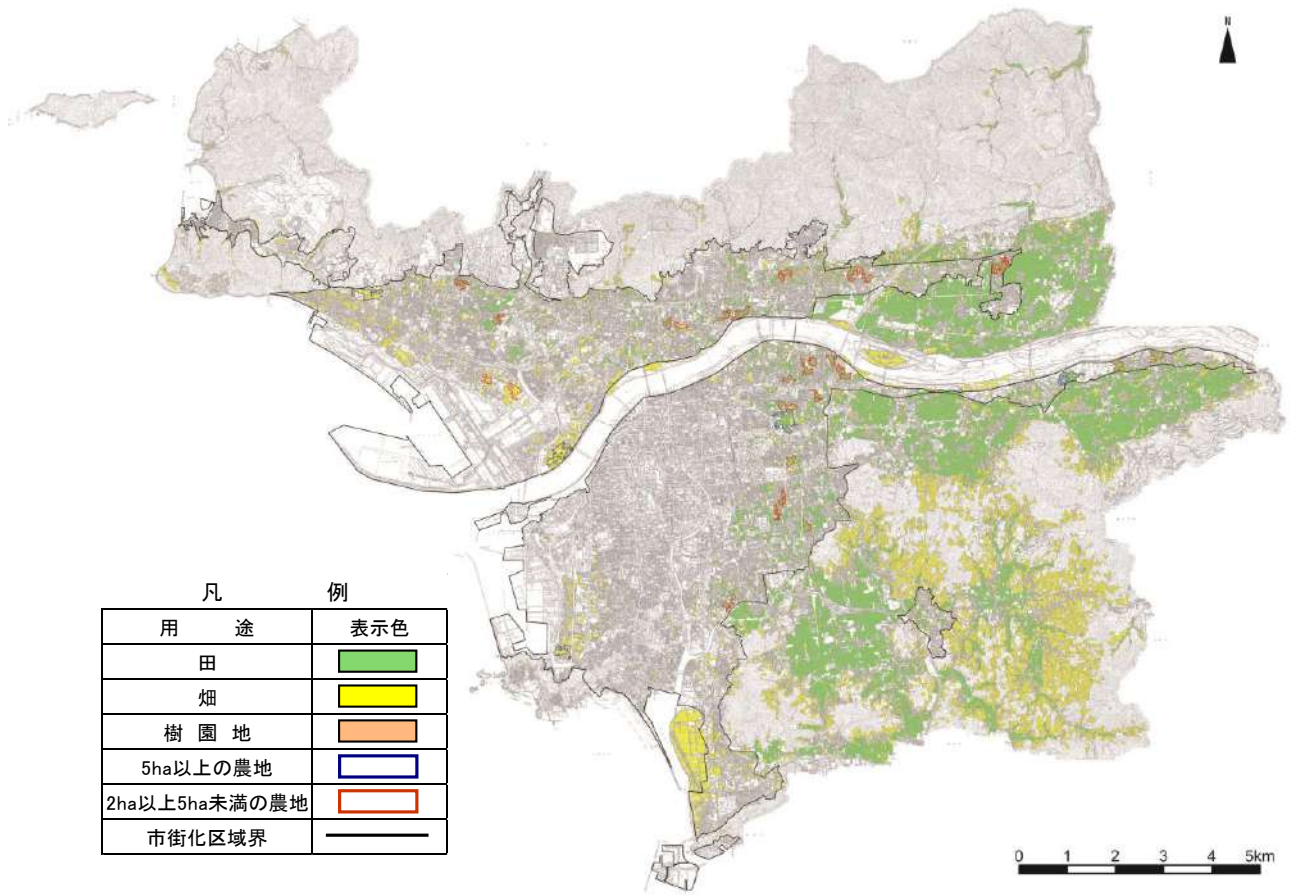 N
凡 例
用 途 表示色
田
畑
樹 園 地
5ha以上の農地
2ha以上5ha未満の農地
市街化区域界
0 1 2 3 4 5km